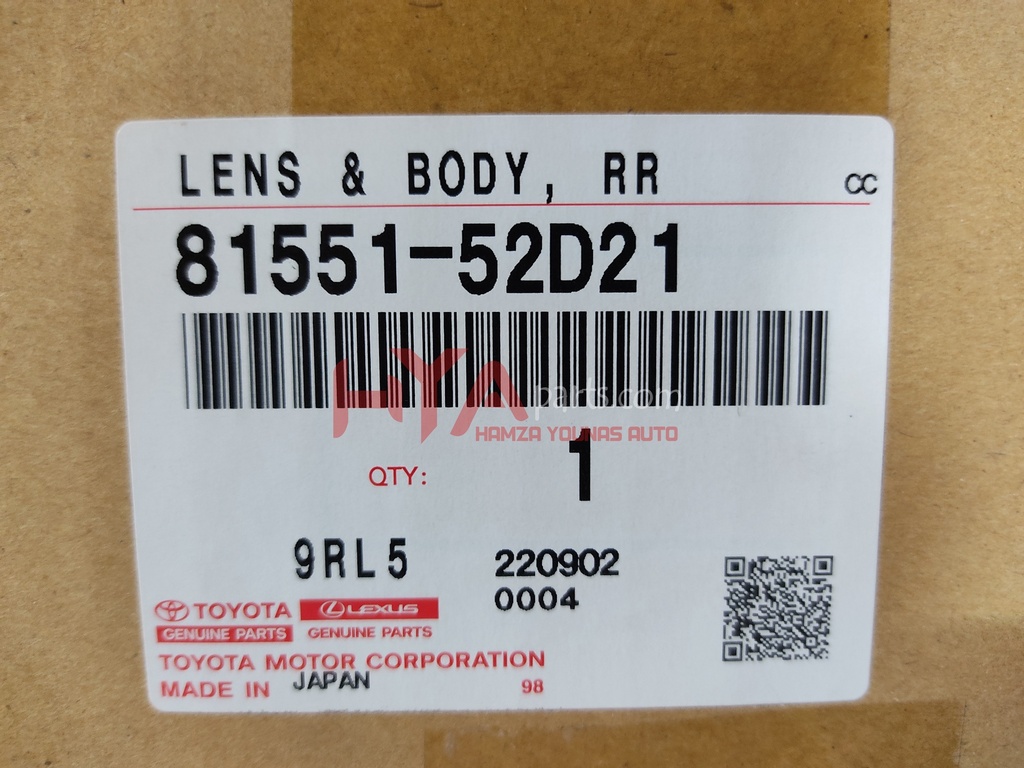 LENS & BODY, RR CC
81551-52D21
HYA parts.com
HAMZA YOUNAS AUTO
QTY: 1
9RL5 220902
0004
TOYOTA LEXUS
GENUINE PARTS GENUINE PARTS
TOYOTA MOTOR CORPORATION
MADE IN JAPAN 98